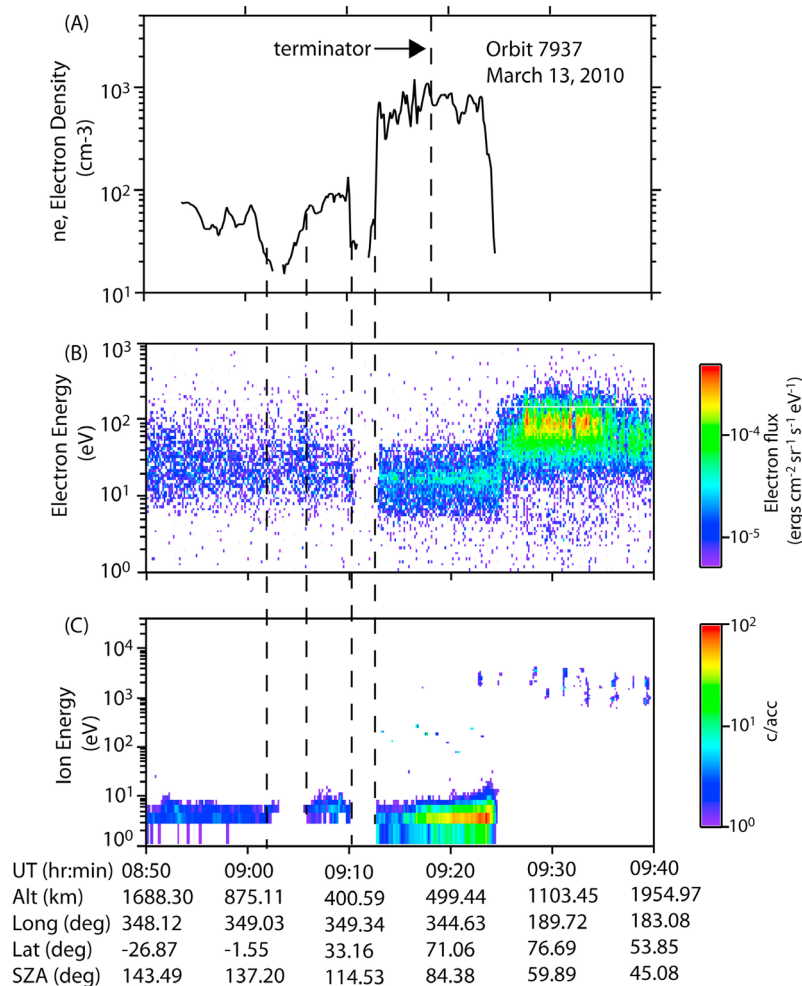 (A)
terminator
Orbit 7937
March 13, 2010
ne, Electron Density
(cm-3)
10³
10²
10¹
(B)
Electron Energy
(eV)
10³
10²
10¹
10⁰
10⁻⁴
10⁻⁵
Electron flux
(ergs cm⁻² sr⁻¹ s⁻¹ eV⁻¹)
(C)
Ion Energy
(eV)
10⁴
10³
10²
10¹
10⁰
10²
10¹
10⁰
c/acc
UT (hr:min) 08:50 09:00 09:10 09:20 09:30 09:40
Alt (km) 1688.30 875.11 400.59 499.44 1103.45 1954.97
Long (deg) 348.12 349.03 349.34 344.63 189.72 183.08
Lat (deg) -26.87 -1.55 33.16 71.06 76.69 53.85
SZA (deg) 143.49 137.20 114.53 84.38 59.89 45.08